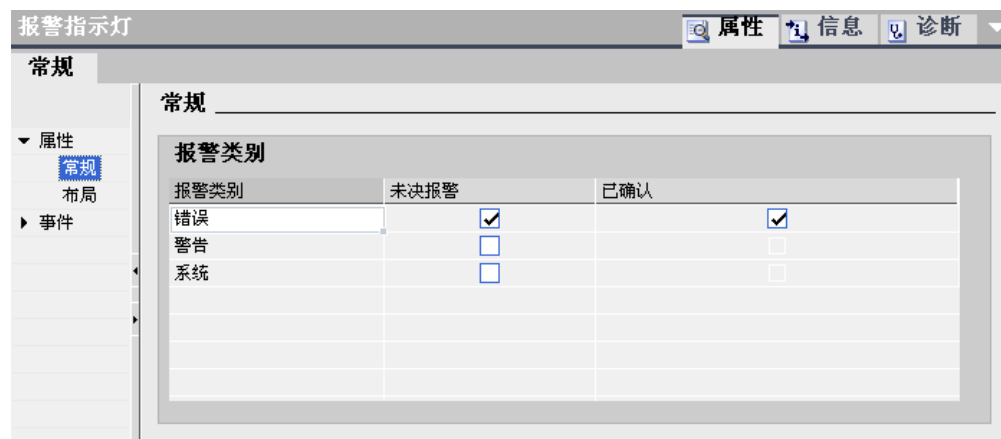 报警指示灯 属性 信息 诊断
常规
常规
属性
常规
布局
事件
报警类别
报警类别 未决报警 已确认
错误
警告
系统